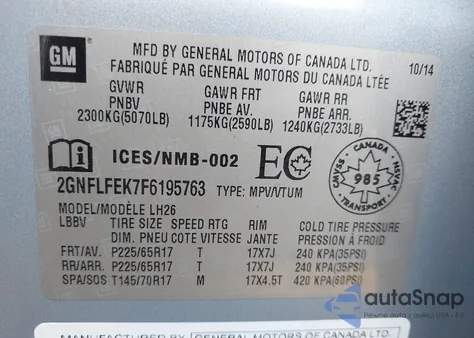 GM
MFD BY GENERAL MOTORS OF CANADA LTD.
FABRIQUÉ PAR GENERAL MOTORS DU CANADA LTÉE
10/14
GVWR GAWR FRT GAWR RR
PNBV PNBE AV. PNBE ARR.
2300KG(5070LB) 1175KG(2590LB) 1240KG(2733LB)
i ICES/NMB-002 EC
CANADA
CMVSS 985 NSVAC
TRANSPORT
2GNFLFEK7F6195763 TYPE: MPV/VTUM
MODEL/MODÈLE LH26
LBBV TIRE SIZE SPEED RTG RIM COLD TIRE PRESSURE
DIM. PNEU COTE VITESSE JANTE PRESSION À FROID
FRT/AV. P225/65R17 T 17X7J 240 KPA(35PSI)
RR/ARR. P225/65R17 T 17X7J 240 KPA(35PSI)
SPA/SOS T145/70R17 M 17X4.5T 420 KPA(60PSI)
autoSnap
MANUFACTURED BY GENERAL MOTORS OF CANADA LTD.